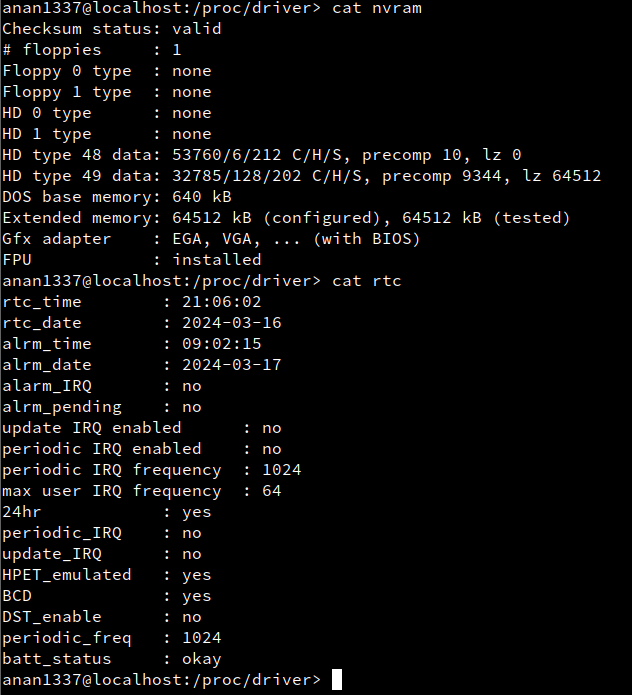 anan1337@localhost:/proc/driver> cat nvram
Checksum status: valid
# floppies     : 1
Floppy 0 type  : none
Floppy 1 type  : none
HD 0 type      : none
HD 1 type      : none
HD type 48 data: 53760/6/212 C/H/S, precomp 10, lz 0
HD type 49 data: 32785/128/202 C/H/S, precomp 9344, lz 64512
DOS base memory: 640 kB
Extended memory: 64512 kB (configured), 64512 kB (tested)
Gfx adapter    : EGA, VGA, ... (with BIOS)
FPU            : installed
anan1337@localhost:/proc/driver> cat rtc
rtc_time        : 21:06:02
rtc_date        : 2024-03-16
alrm_time       : 09:02:15
alrm_date       : 2024-03-17
alarm_IRQ       : no
alrm_pending    : no
update IRQ enabled      : no
periodic IRQ enabled    : no
periodic IRQ frequency  : 1024
max user IRQ frequency  : 64
24hr            : yes
periodic_IRQ    : no
update_IRQ      : no
HPET_emulated   : yes
BCD             : yes
DST_enable      : no
periodic_freq   : 1024
batt_status     : okay
anan1337@localhost:/proc/driver>